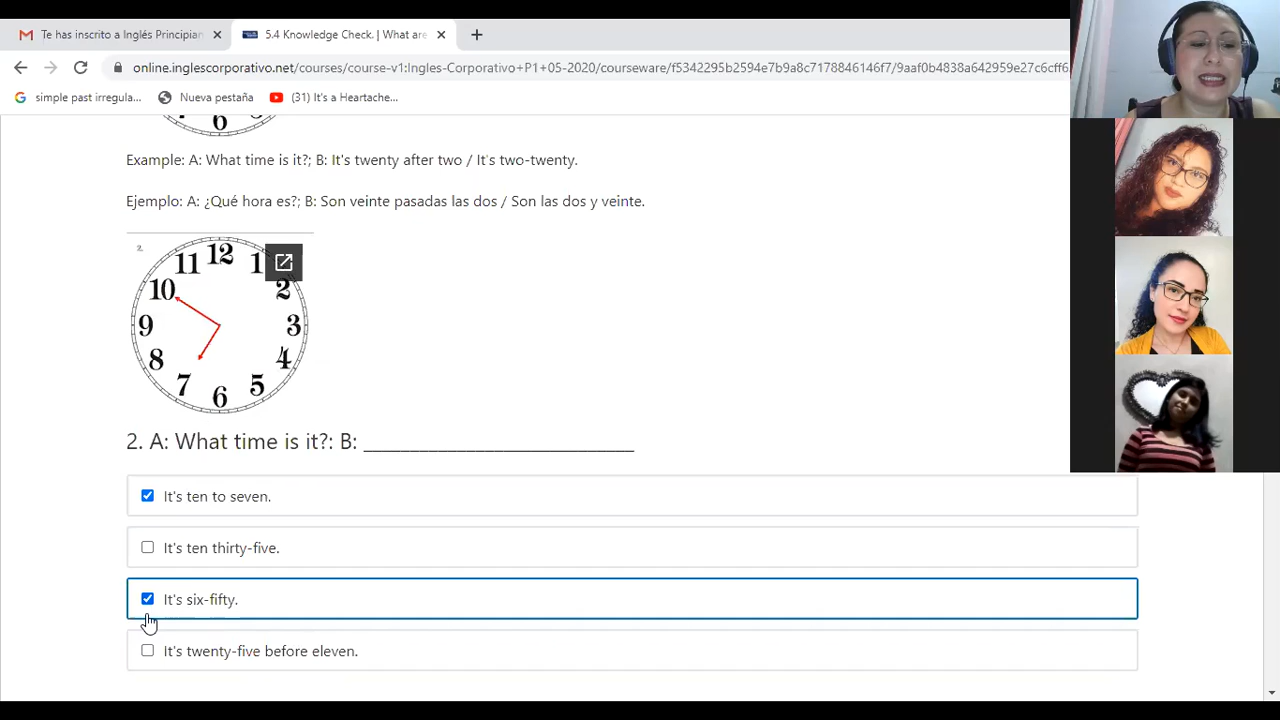 Te has inscrito a Inglés Principian
5.4 Knowledge Check. | What are
online.inglescorporativo.net/courses/course-v1:Ingles-Corporativo+P1+05-2020/courseware/f5342295b2594e7b9a8c7178846146f7/9aaf0b4838a642959e27c6cff6
simple past irregula...
Nueva pestaña
(31) It's a Heartache...
6
Example: A: What time is it?; B: It's twenty after two / It's two-twenty.
Ejemplo: A: ¿Qué hora es?; B: Son veinte pasadas las dos / Son las dos y veinte.
2.
12
11 1
10 2
9 3
8 4
7 5
6
2. A: What time is it?: B: ___________________________
It's ten to seven.
It's ten thirty-five.
It's six-fifty.
It's twenty-five before eleven.